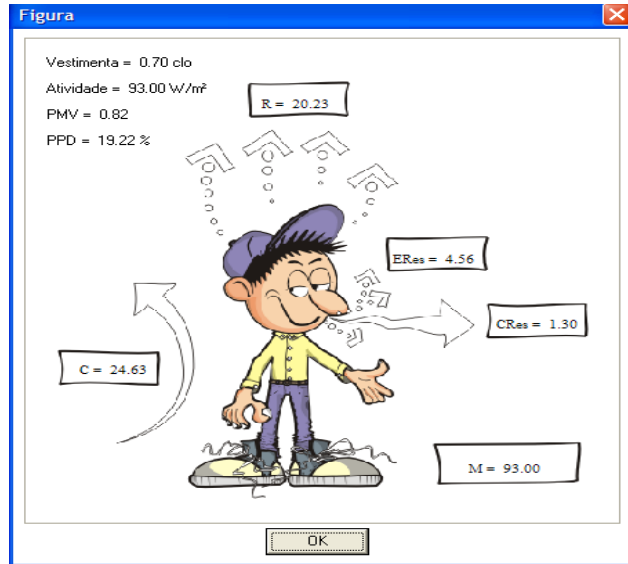 Figura
Vestimenta = 0.70 clo
Atividade = 93.00 W/m²
PMV = 0.82
PPD = 19.22 %
R = 20.23
ERes = 4.56
CRes = 1.30
C = 24.63
M = 93.00
OK